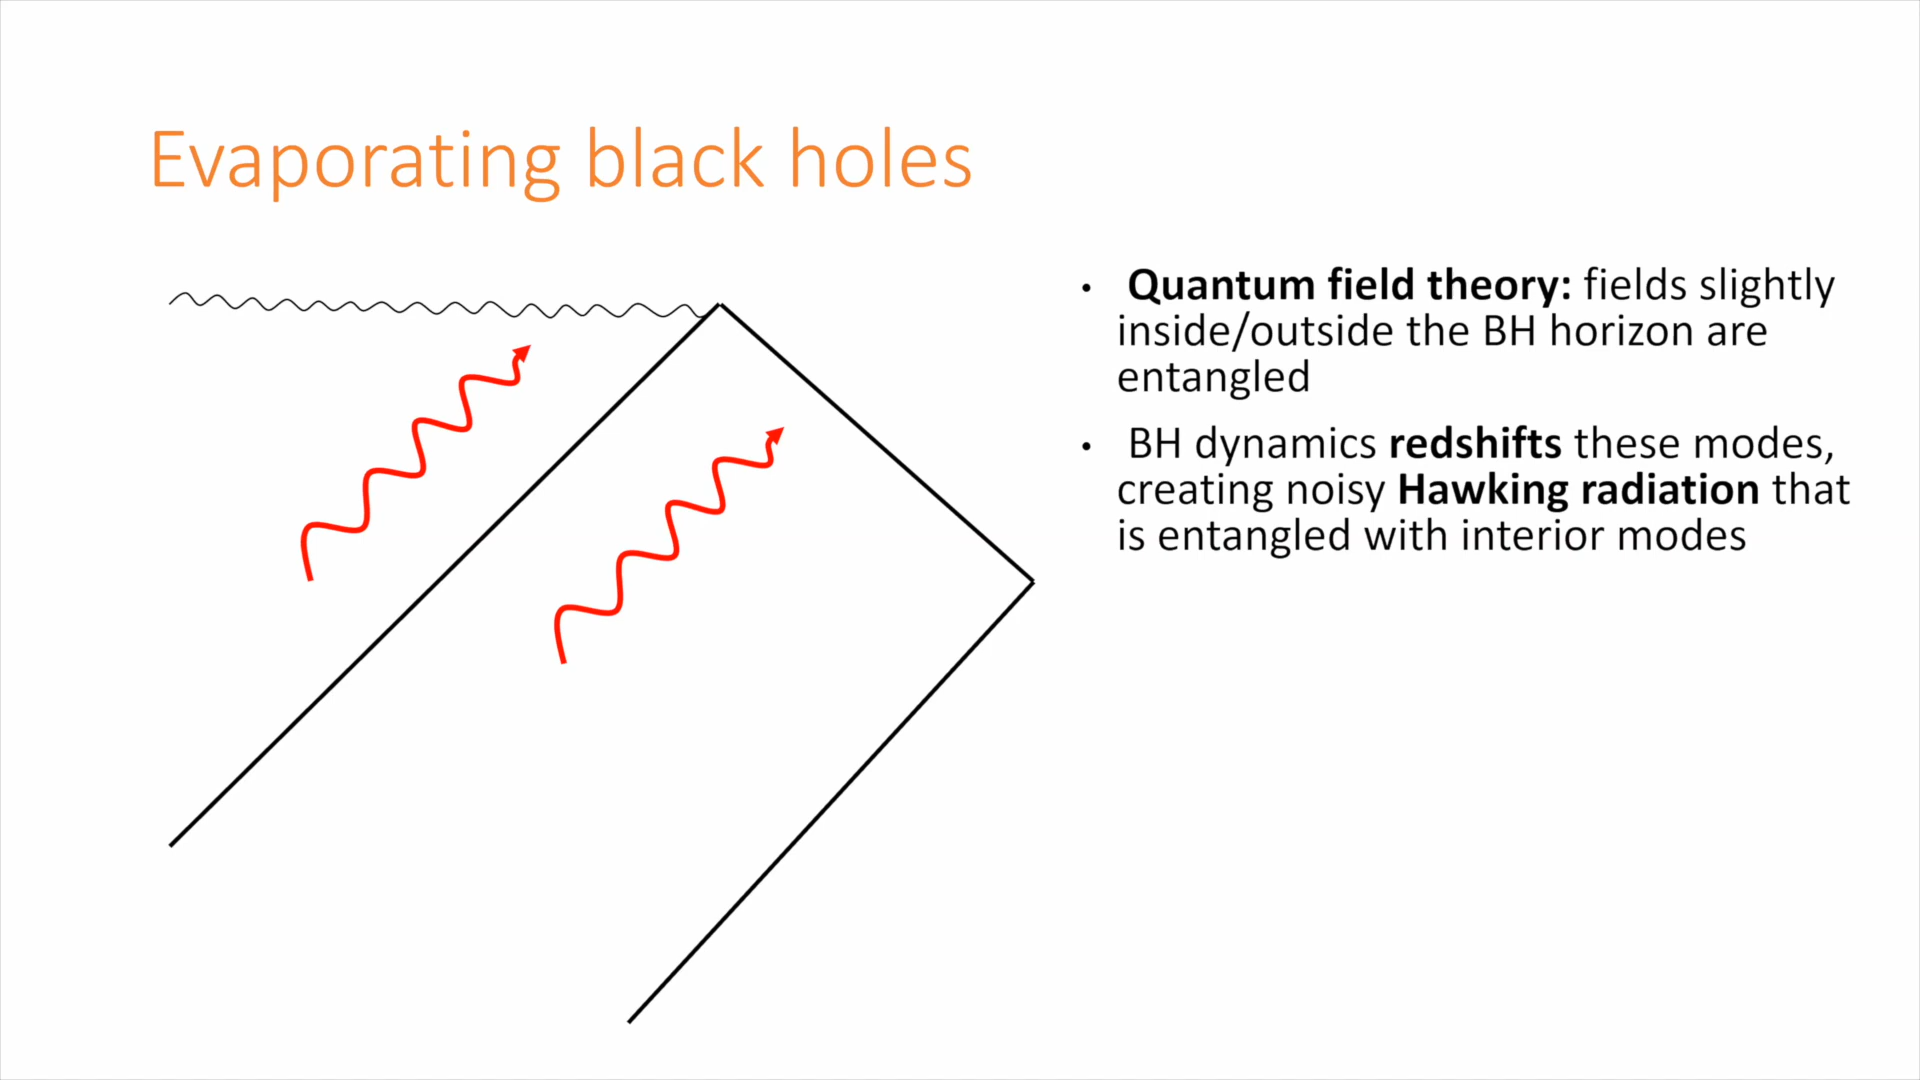 Evaporating black holes
• Quantum field theory: fields slightly
inside/outside the BH horizon are
entangled
• BH dynamics redshifts these modes,
creating noisy Hawking radiation that
is entangled with interior modes